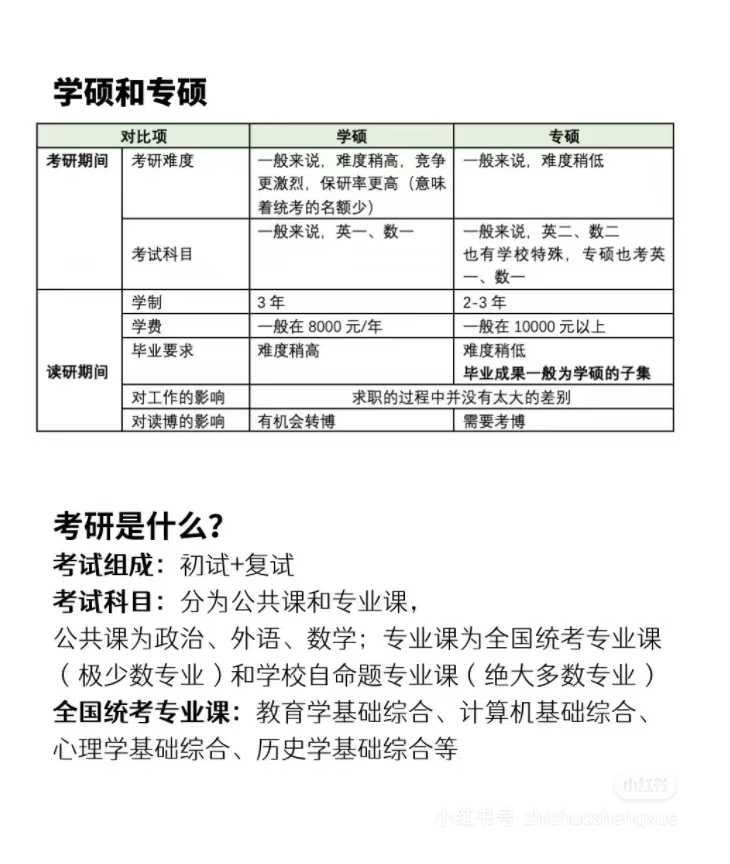 学硕和专硕
对比项 学硕 专硕
考研期间 考研难度 一般来说，难度稍高，竞争 一般来说，难度稍低
更激烈，保研率更高（意味
着统考的名额少）
考试科目 一般来说，英一、数一 一般来说，英二、数二
也有学校特殊，专硕也考英
一、数一
读研期间 学制 3 年 2-3 年
学费 一般在 8000 元/年 一般在 10000 元以上
毕业要求 难度稍高 难度稍低
毕业成果一般为学硕的子集
对工作的影响 求职的过程中并没有太大的差别
对读博的影响 有机会转博 需要考博
考研是什么？
考试组成：初试+复试
考试科目：分为公共课和专业课，
公共课为政治、外语、数学；专业课为全国统考专业课
（极少数专业）和学校自命题专业课（绝大多数专业）
全国统考专业课：教育学基础综合、计算机基础综合、
心理学基础综合、历史学基础综合等
小红书
小红书号 zhizhuoshengxue